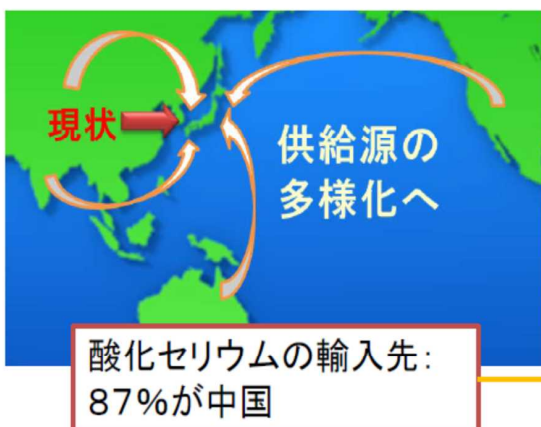 現状
供給源の
多様化へ
酸化セリウムの輸入先:
87%が中国